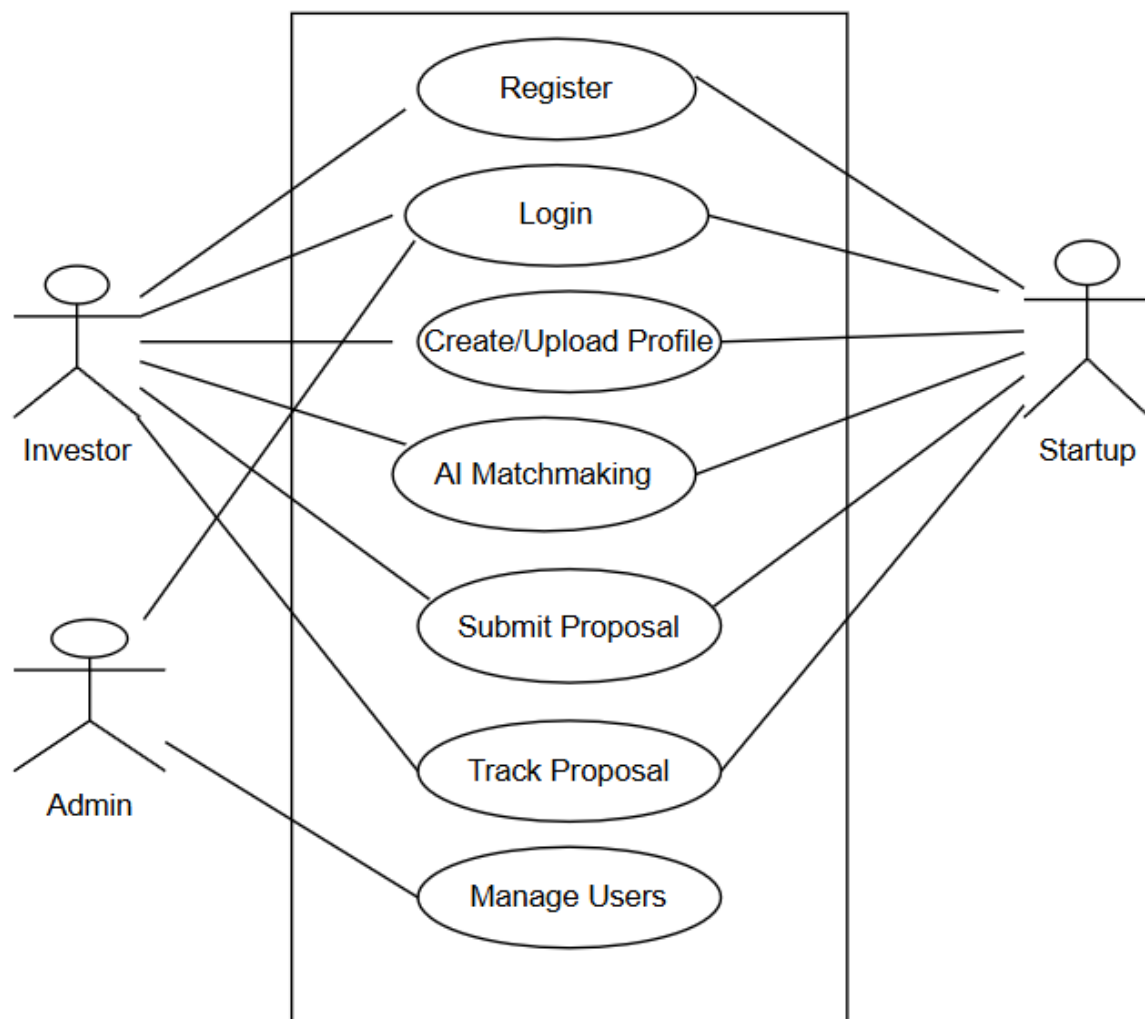 Register
Login
Create/Upload Profile
Investor
Startup
AI Matchmaking
Submit Proposal
Track Proposal
Admin
Manage Users